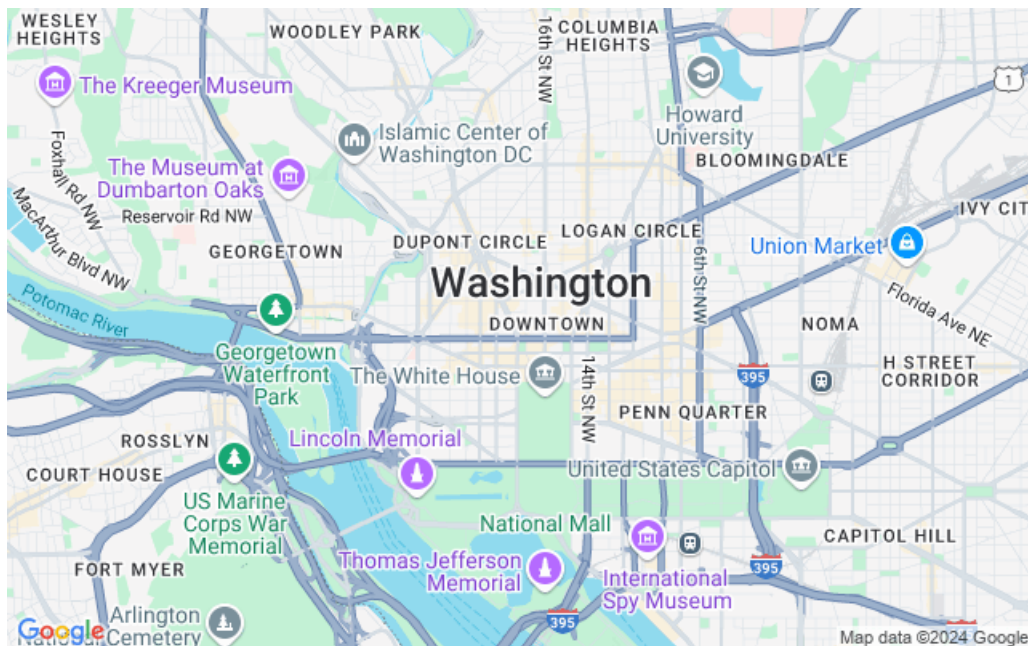 WESLEY
HEIGHTS
WOODLEY PARK
16th St NW
COLUMBIA
HEIGHTS
The Kreeger Museum
1
Howard
University
Islamic Center of
Washington DC
BLOOMINGDALE
Foxhall Rd NW
The Museum at
Dumbarton Oaks
MacArthur Blvd NW
Reservoir Rd NW
IVY CIT
GEORGETOWN
DUPONT CIRCLE
LOGAN CIRCLE
6th St NW
Union Market
Washington
Potomac River
Florida Ave NE
DOWNTOWN
NOMA
Georgetown
Waterfront
Park
The White House
14th St NW
395
H STREET
CORRIDOR
PENN QUARTER
ROSSLYN
Lincoln Memorial
COURT HOUSE
United States Capitol
US Marine
Corps War
Memorial
National Mall
CAPITOL HILL
Thomas Jefferson
Memorial
395
FORT MYER
International
Spy Museum
Arlington
National Cemetery
395
Google
Map data ©2024 Google